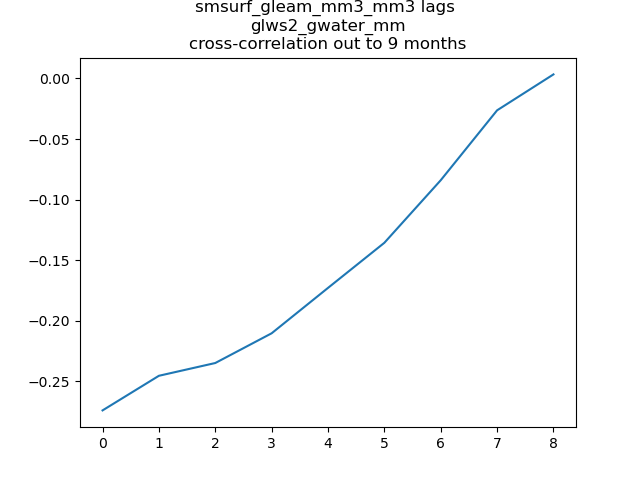 smsurf_gleam_mm3_mm3 lags
glws2_gwater_mm
cross-correlation out to 9 months
0.00
−0.05
−0.10
−0.15
−0.20
−0.25
0 1 2 3 4 5 6 7 8